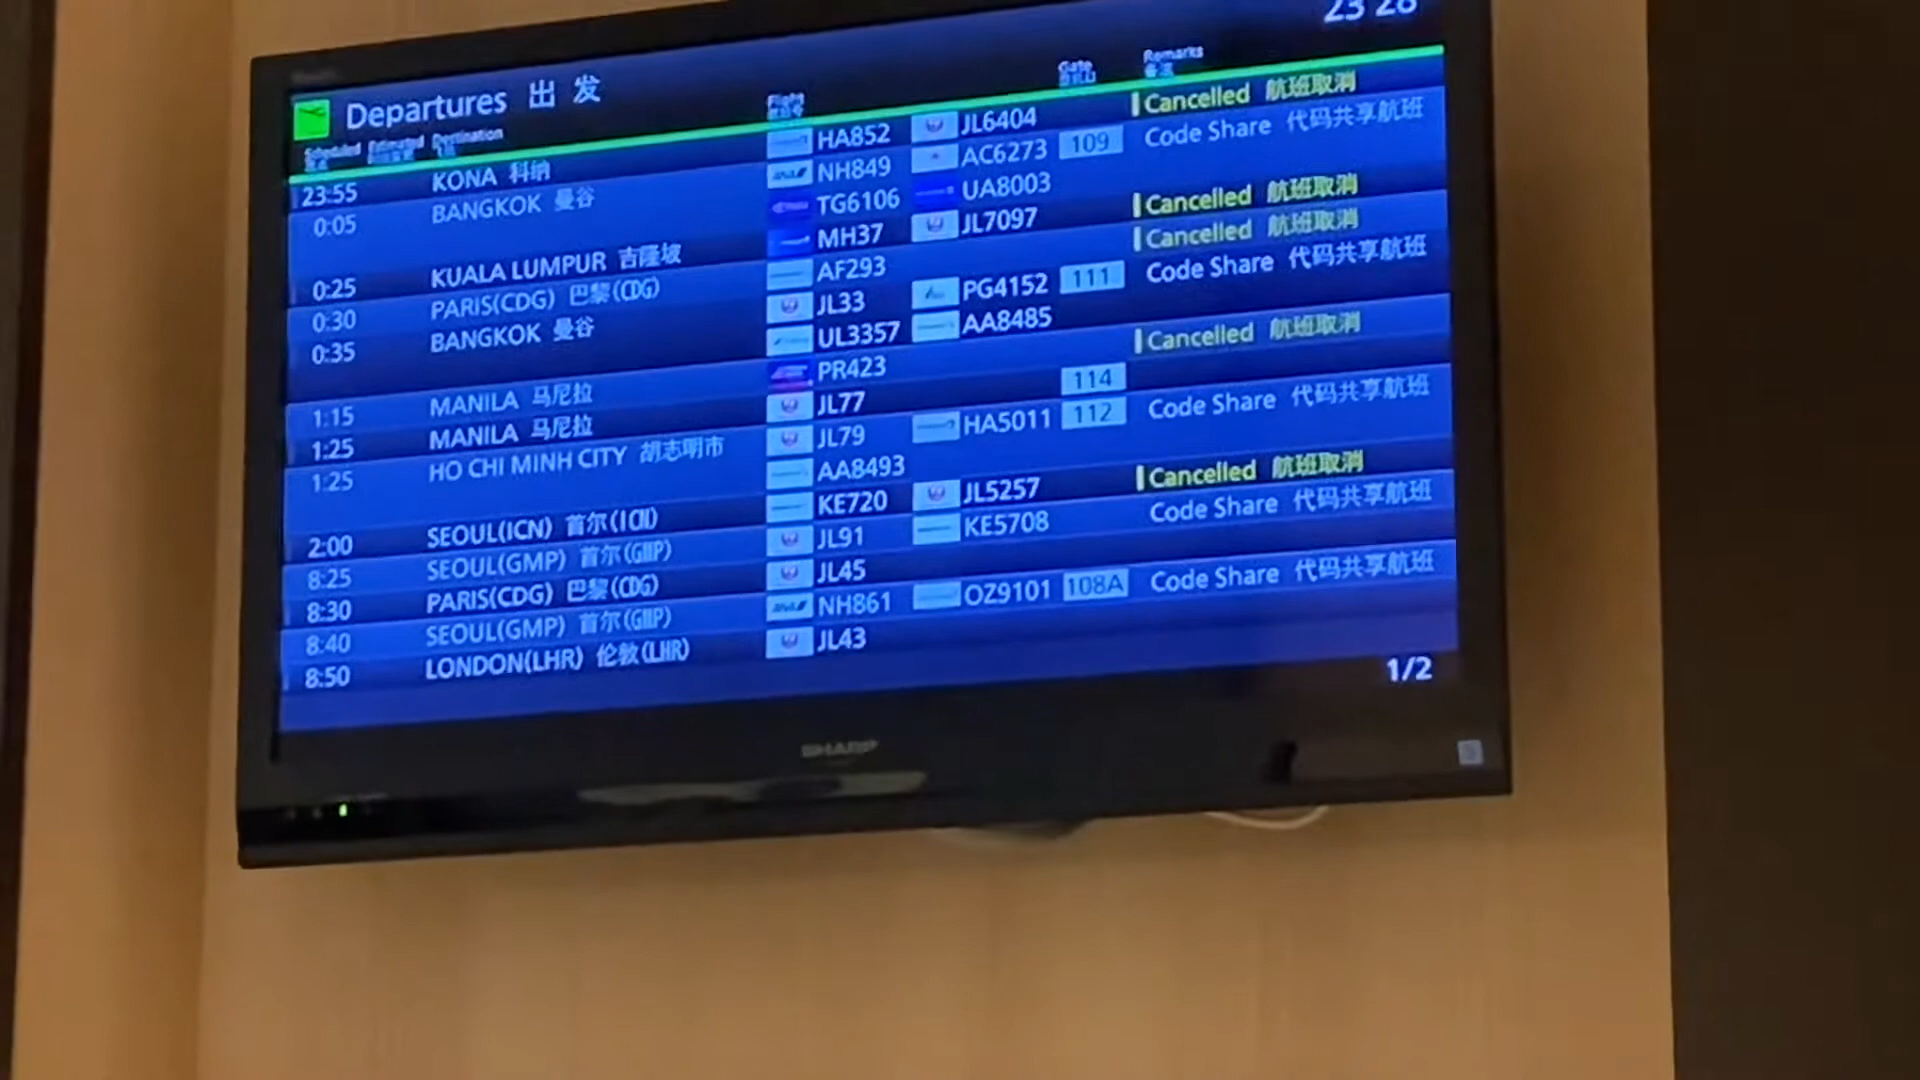 23 28
Departures 出 发
Scheduled Estimated Destination Flight Gate Remarks
23:55 KONA 科纳 HA852 JL6404 Cancelled 航班取消
0:05 BANGKOK 曼谷 NH849 AC6273 109 Code Share 代码共享航班
TG6106 UA8003
0:25 KUALA LUMPUR 吉隆坡 MH37 JL7097 Cancelled 航班取消
0:30 PARIS(CDG) 巴黎(CDG) AF293 Cancelled 航班取消
0:35 BANGKOK 曼谷 JL33 PG4152 111 Code Share 代码共享航班
UL3357 AA8485
1:15 MANILA 马尼拉 PR423 Cancelled 航班取消
1:25 MANILA 马尼拉 JL77 114
1:25 HO CHI MINH CITY 胡志明市 JL79 HA5011 112 Code Share 代码共享航班
AA8493
2:00 SEOUL(ICN) 首尔(ICN) KE720 JL5257 Cancelled 航班取消
8:25 SEOUL(GMP) 首尔(GMP) JL91 KE5708 Code Share 代码共享航班
8:30 PARIS(CDG) 巴黎(CDG) JL45
8:40 SEOUL(GMP) 首尔(GMP) NH861 OZ9101 108A Code Share 代码共享航班
8:50 LONDON(LHR) 伦敦(LHR) JL43
1/2
SHARP